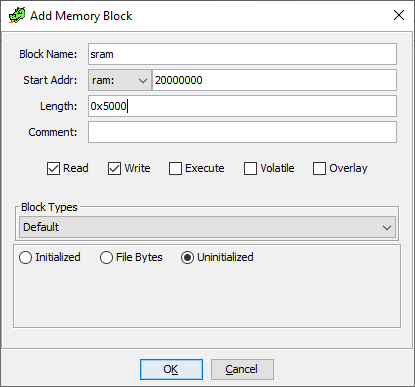 Add Memory Block
Block Name: sram
Start Addr: ram: 20000000
Length: 0x5000
Comment:
Read Write Execute Volatile Overlay
Block Types
Default
Initialized File Bytes Uninitialized
OK Cancel